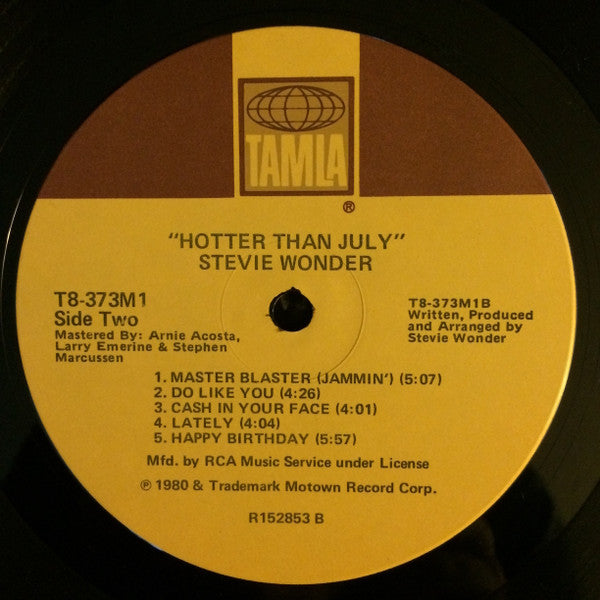 TAMLA
®
"HOTTER THAN JULY"
STEVIE WONDER
T8-373M1
Side Two
Mastered By: Arnie Acosta,
Larry Emerine & Stephen
Marcussen
T8-373M1B
Written, Produced
and Arranged by
Stevie Wonder
1. MASTER BLASTER (JAMMIN') (5:07)
2. DO LIKE YOU (4:26)
3. CASH IN YOUR FACE (4:01)
4. LATELY (4:04)
5. HAPPY BIRTHDAY (5:57)
Mfd. by RCA Music Service under License
℗ 1980 & Trademark Motown Record Corp.
R152853 B